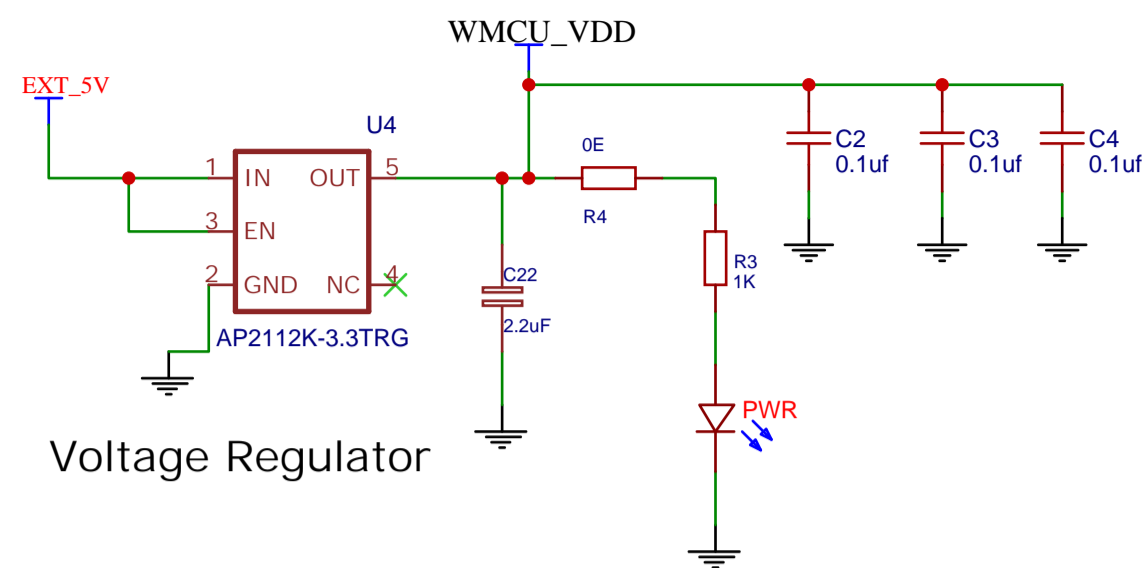 WMCU_VDD
EXT_5V
U4
1 IN OUT 5
3 EN
2 GND NC 4
AP2112K-3.3TRG
0E
R4
C2
0.1uf
C3
0.1uf
C4
0.1uf
R3
1K
C22
2.2uF
PWR
Voltage Regulator